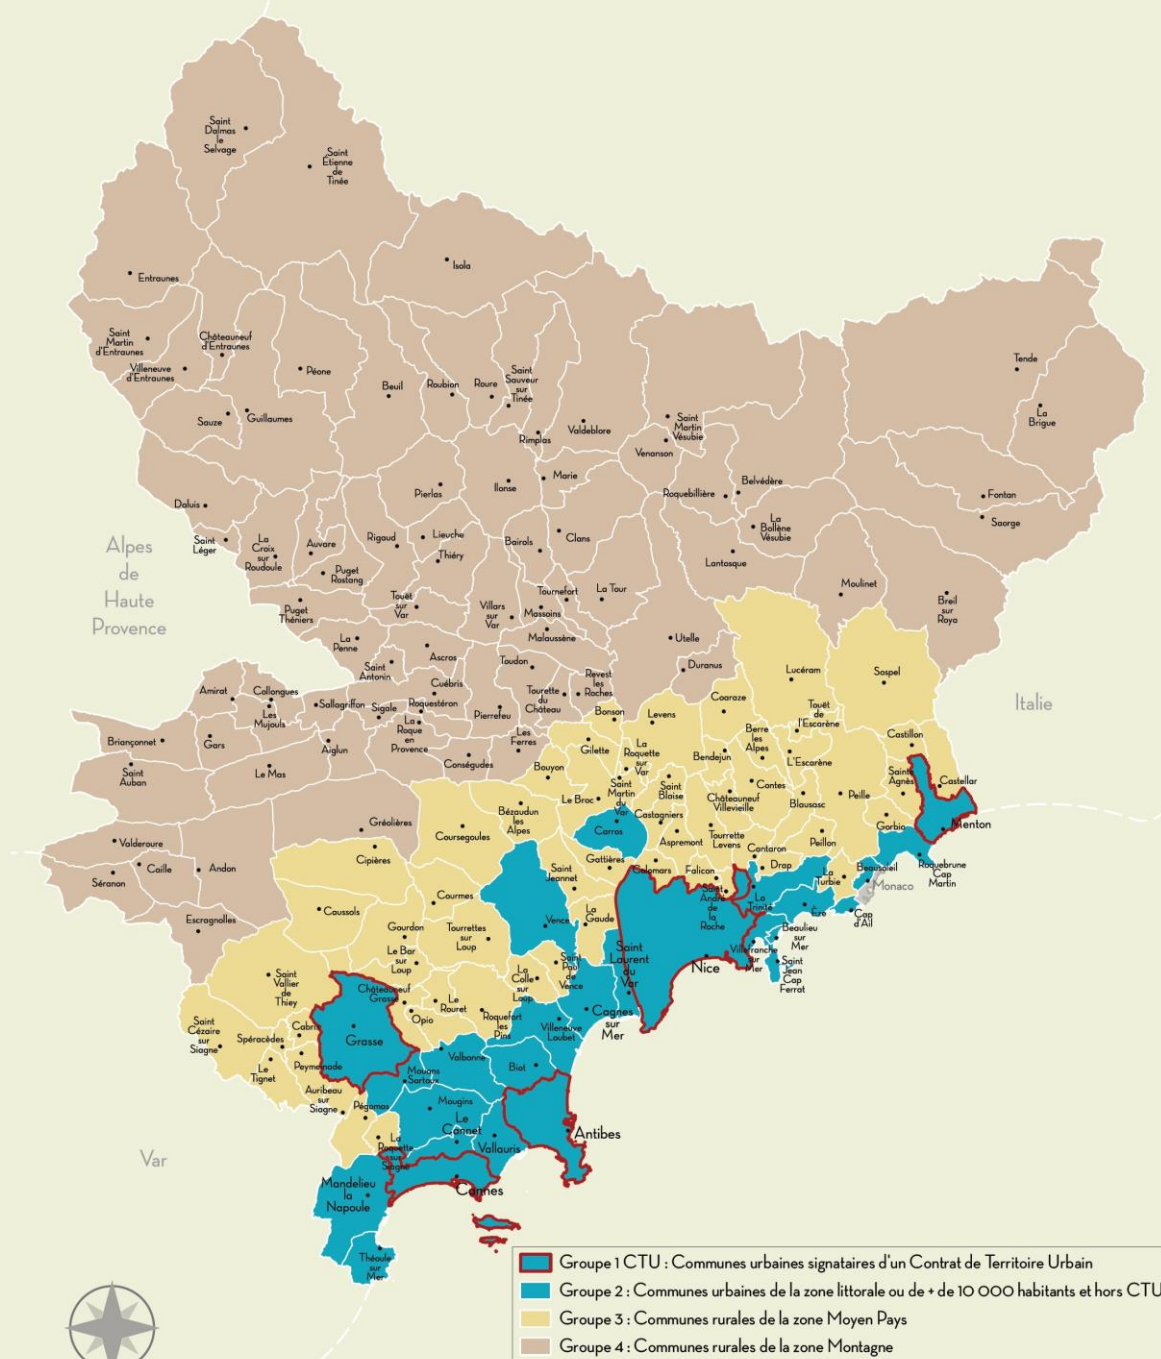 Saint
Dalmas
le
Selvage
Saint
Étienne
de
Tinée
Entraunes
Isola
Saint
Martin
d'Entraunes
Châteauneuf
d'Entraunes
Villeneuve
d'Entraunes
Péone
Beuil
Roubion
Roure
Saint
Sauveur
sur
Tinée
Tende
La
Brigue
Sauze
Guillaumes
Rimplas
Valdeblore
Saint
Martin
Vésubie
Venanson
Daluis
Pierlas
Ilonse
Marie
Roquebillière
Belvédère
Fontan
Saorge
Saint
Léger
La
Croix
sur
Roudoule
Auvare
Rigaud
Lieuche
Thiéry
Bairols
Clans
La
Bollène
Vésubie
Lantosque
Alpes
de
Haute
Provence
Puget
Rostang
Puget
Théniers
Touët
sur
Var
Villars
sur
Var
Tournefort
Massoins
Malaussène
La Tour
Moulinet
Breil
sur
Roya
La
Penne
Saint
Antonin
Ascros
Toudon
Utelle
Duranus
Lucéram
Sospel
Italie
Amirat
Collongues
Les
Mujouls
Sallagriffon
Sigale
Cuébris
Roquestéron
La
Roque
en
Provence
Pierrefeu
Tourette
du
Château
Revest
les
Roches
Bonson
Levens
Coaraze
Touët
de
l'Escarène
Briançonnet
Gars
Saint
Auban
Le Mas
Aiglun
Conségudes
Les
Ferres
Gilette
La
Roquette
sur
Var
Bendejun
Berre
les
Alpes
L'Escarène
Castillon
Bouyon
Le Broc
Saint
Martin
du
Var
Saint
Blaise
Châteauneuf
Villevieille
Contes
Blausasc
Peille
Sainte
Agnès
Castellar
Gorbio
Menton
Bézaudun
les
Alpes
Coursegoules
Carros
Castagniers
Aspremont
Tourrette
Levens
Cantaron
Peillon
Gréolières
Cipières
Valderoure
Caille
Séranon
Andon
Escragnolles
Gattières
Colomars
Falicon
Drap
La
Turbie
Beausoleil
Roquebrune
Cap
Martin
Monaco
Saint
Jeannet
Saint
André
de
la
Roche
La
Trinité
Èze
Cap
d'Ail
Caussols
Courmes
Vence
La
Gaude
Gourdon
Tourrettes
sur
Loup
Le Bar
sur
Loup
Saint
Laurent
du
Var
Nice
Villefranche
sur
Mer
Beaulieu
sur
Mer
Saint
Jean
Cap
Ferrat
Saint
Vallier
de
Thiey
Châteauneuf
Grasse
La
Colle
sur
Loup
Saint
Paul
de
Vence
Le
Rouret
Opio
Roquefort
les
Pins
Villeneuve
Loubet
Cagnes
sur
Mer
Saint
Cézaire
sur
Siagne
Spéracèdes
Cabris
Grasse
Le
Tignet
Peymeinade
Auribeau
sur
Siagne
Valbonne
Biot
Mouans
Sartoux
Pégomas
Mougins
Le
Cannet
Vallauris
Antibes
La
Roquette
sur
Siagne
Var
Mandelieu
la
Napoule
Cannes
Théoule
sur
Mer
Groupe 1 CTU : Communes urbaines signataires d'un Contrat de Territoire Urbain
Groupe 2 : Communes urbaines de la zone littorale ou de + de 10 000 habitants et hors CTU
Groupe 3 : Communes rurales de la zone Moyen Pays
Groupe 4 : Communes rurales de la zone Montagne